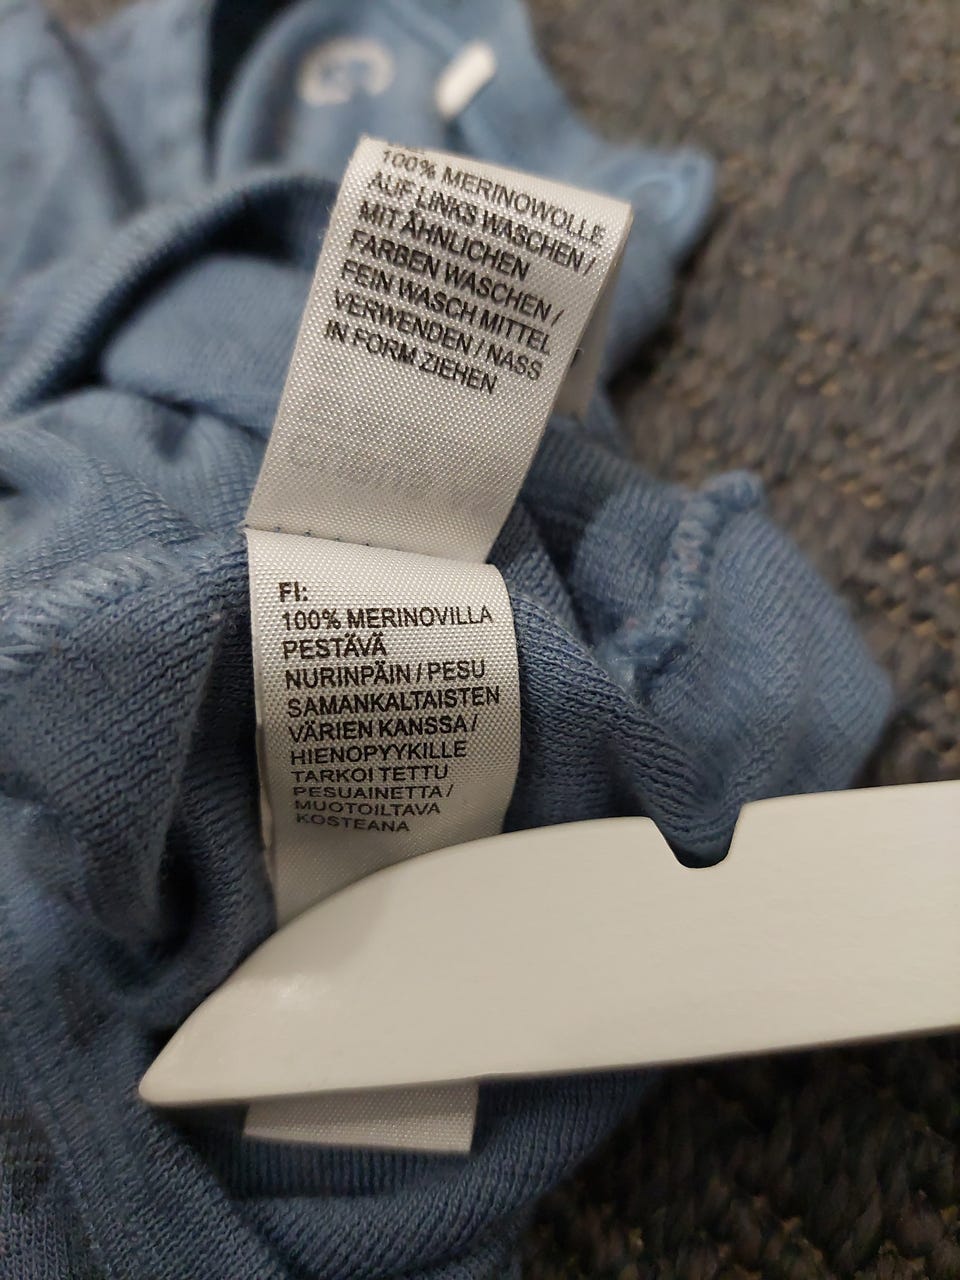 100% MERINOWOLLE
AUF LINKS WASCHEN /
MIT ÄHNLICHEN
FARBEN WASCHEN /
FEIN WASCH MITTEL
VERWENDEN / NASS
IN FORM ZIEHEN
FI:
100% MERINOVILLA
PESTÄVÄ
NURINPÄIN / PESU
SAMANKALTAISTEN
VÄRIEN KANSSA /
HIENOPYYKILLE
TARKOI TETTU
PESUAINETTA /
MUOTOILTAVA
KOSTEANA